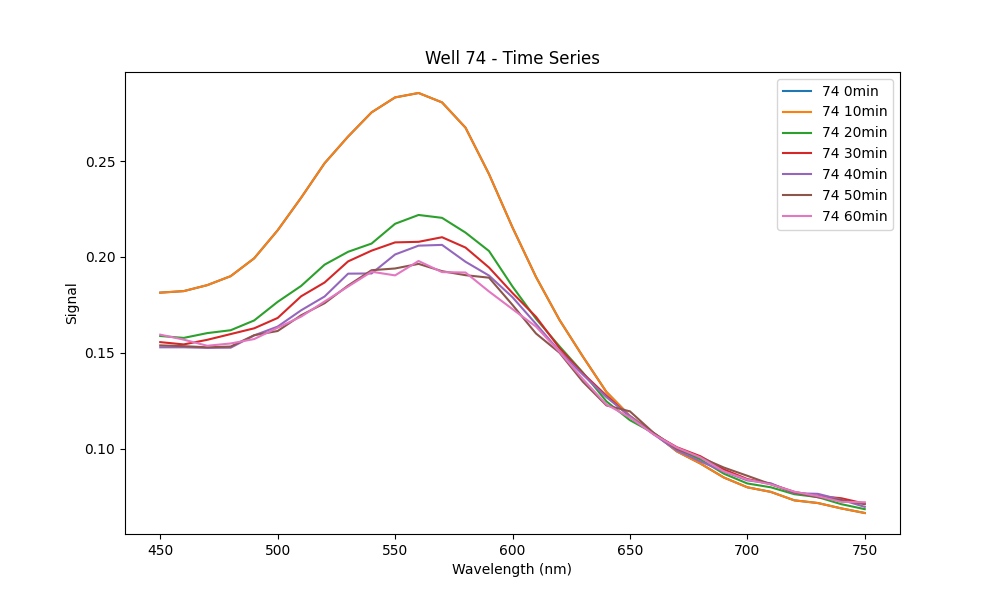 Well 74 - Time Series
74 0min
74 10min
74 20min
74 30min
74 40min
74 50min
74 60min
Signal
0.25
0.20
0.15
0.10
450 500 550 600 650 700 750
Wavelength (nm)